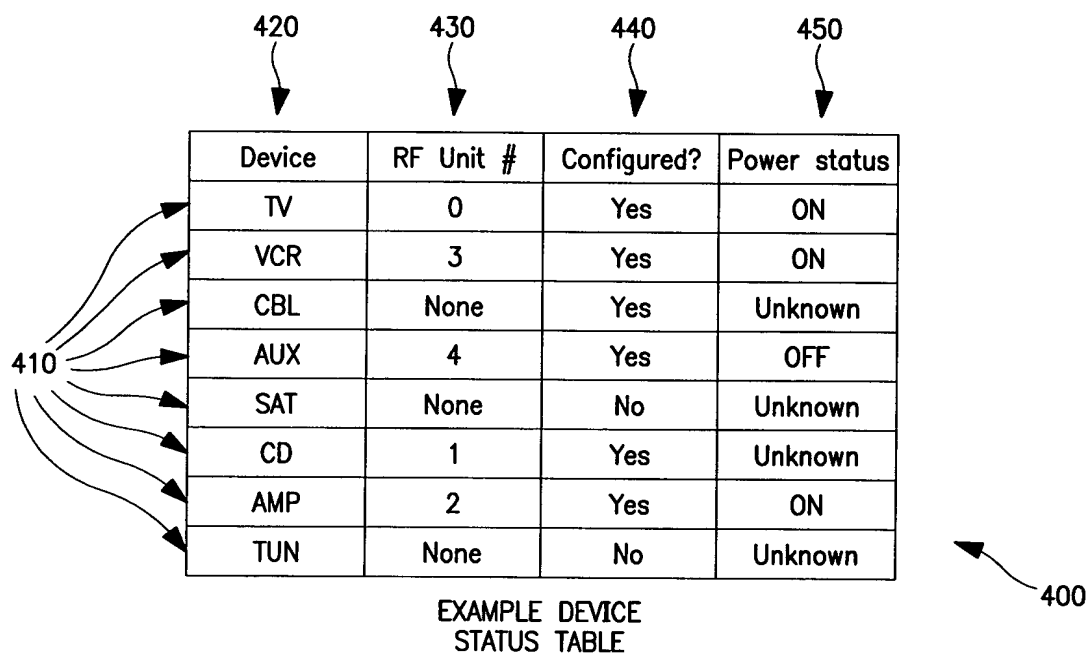 420 430 440 450
Device RF Unit # Configured? Power status
TV 0 Yes ON
VCR 3 Yes ON
CBL None Yes Unknown
410 AUX 4 Yes OFF
SAT None No Unknown
CD 1 Yes Unknown
AMP 2 Yes ON
TUN None No Unknown
400
EXAMPLE DEVICE
STATUS TABLE